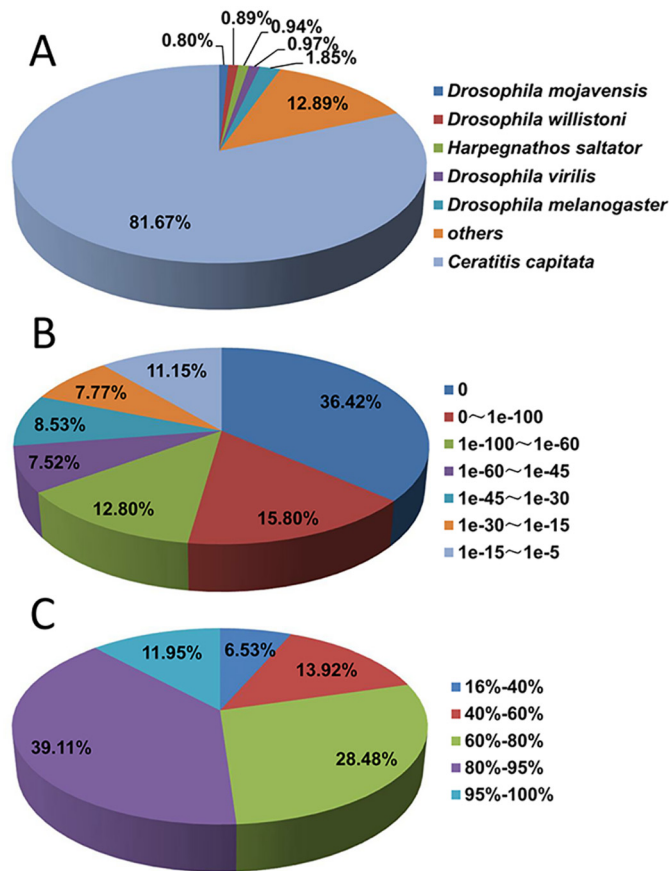 A
0.80%
0.89%
0.94%
0.97%
1.85%
12.89%
81.67%
Drosophila mojavensis
Drosophila willistoni
Harpegnathos saltator
Drosophila virilis
Drosophila melanogaster
others
Ceratitis capitata
B
36.42%
15.80%
12.80%
7.52%
8.53%
7.77%
11.15%
0
0~1e-100
1e-100~1e-60
1e-60~1e-45
1e-45~1e-30
1e-30~1e-15
1e-15~1e-5
C
6.53%
13.92%
28.48%
39.11%
11.95%
16%-40%
40%-60%
60%-80%
80%-95%
95%-100%